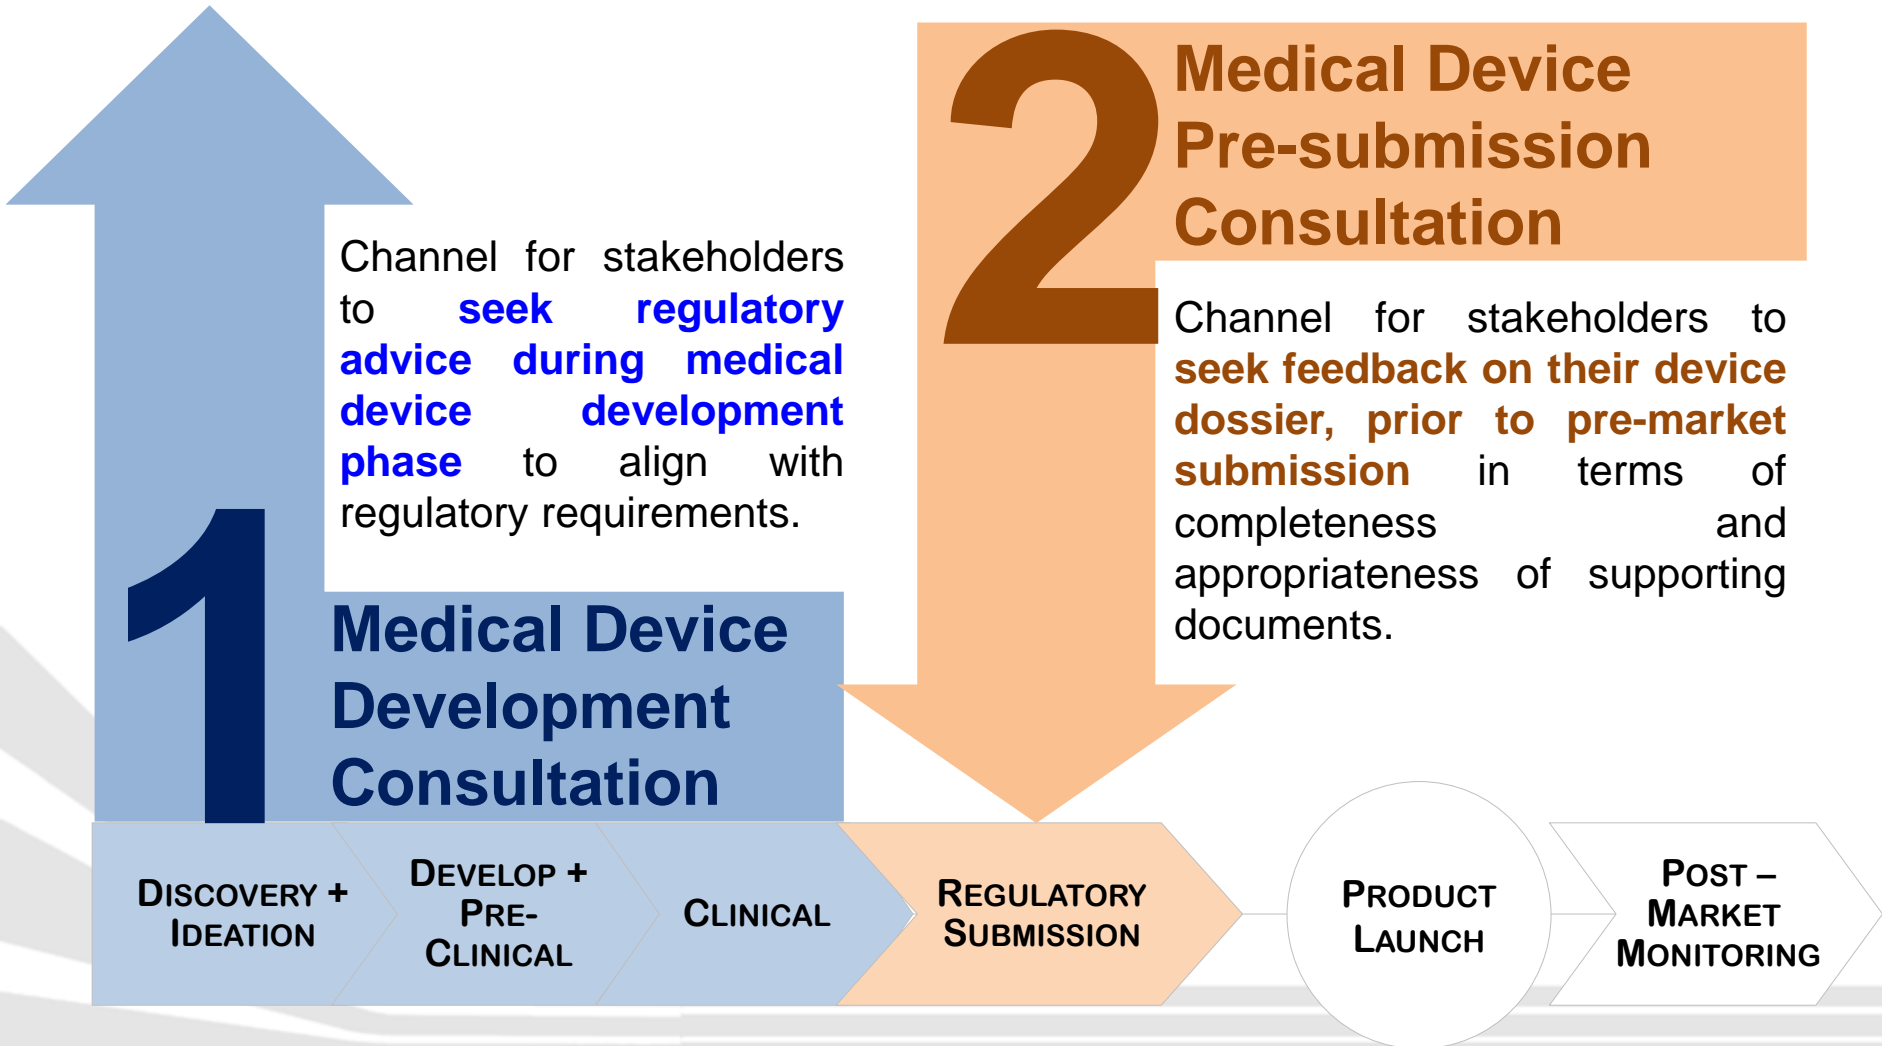 1
Channel for stakeholders
to seek regulatory
advice during medical
device development
phase to align with
regulatory requirements.
Medical Device
Development
Consultation
2
Medical Device
Pre-submission
Consultation
Channel for stakeholders to
seek feedback on their device
dossier, prior to pre-market
submission in terms of
completeness and
appropriateness of supporting
documents.
DISCOVERY +
IDEATION
DEVELOP +
PRE-
CLINICAL
CLINICAL
REGULATORY
SUBMISSION
PRODUCT
LAUNCH
POST –
MARKET
MONITORING